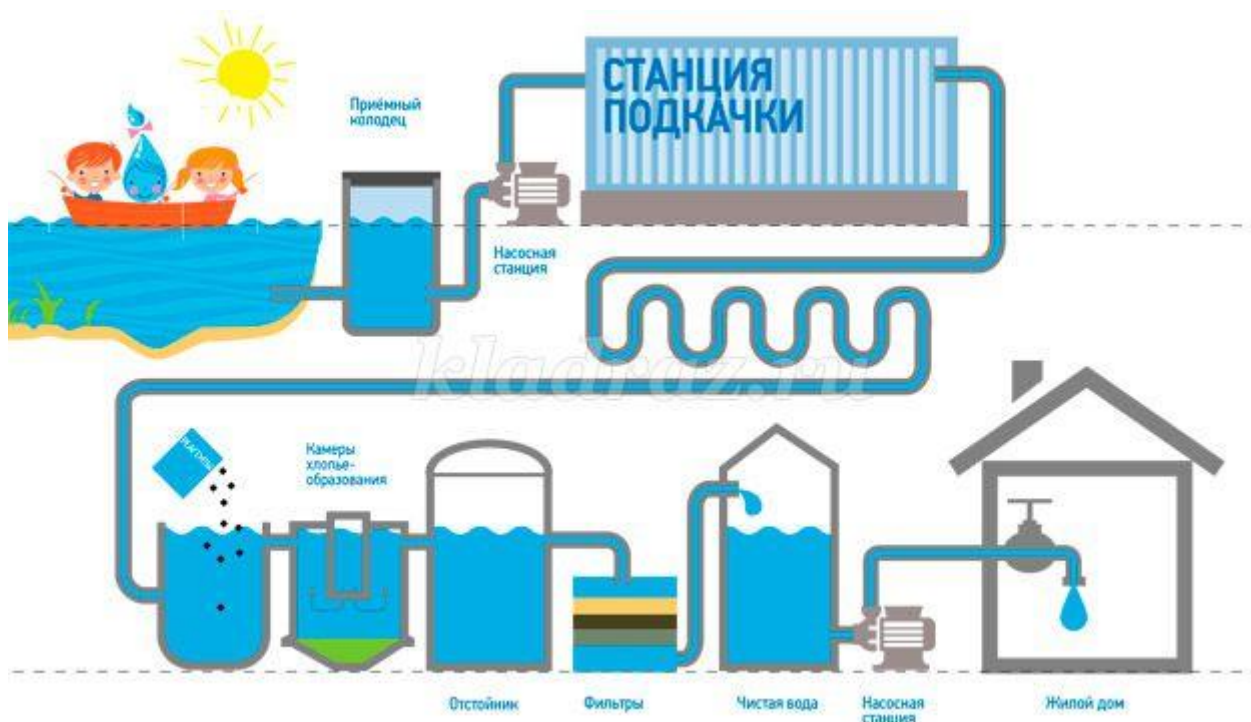 СТАНЦИЯ
ПОДКАЧКИ
Приёмный
колодец
Насосная
станция
kladraz.ru
РЕАГЕНТЫ
Камеры
хлопье-
образования
Отстойник
Фильтры
Чистая вода
Насосная
станция
Жилой дом